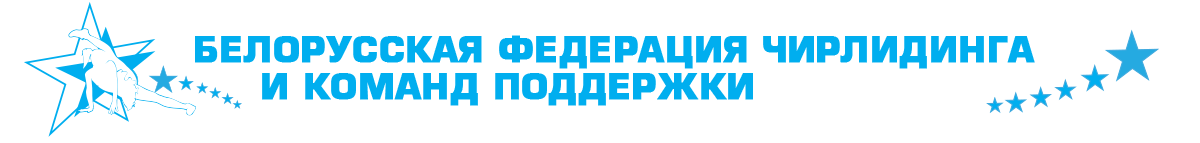 БЕЛОРУССКАЯ ФЕДЕРАЦИЯ ЧИРЛИДИНГА
И КОМАНД ПОДДЕРЖКИ